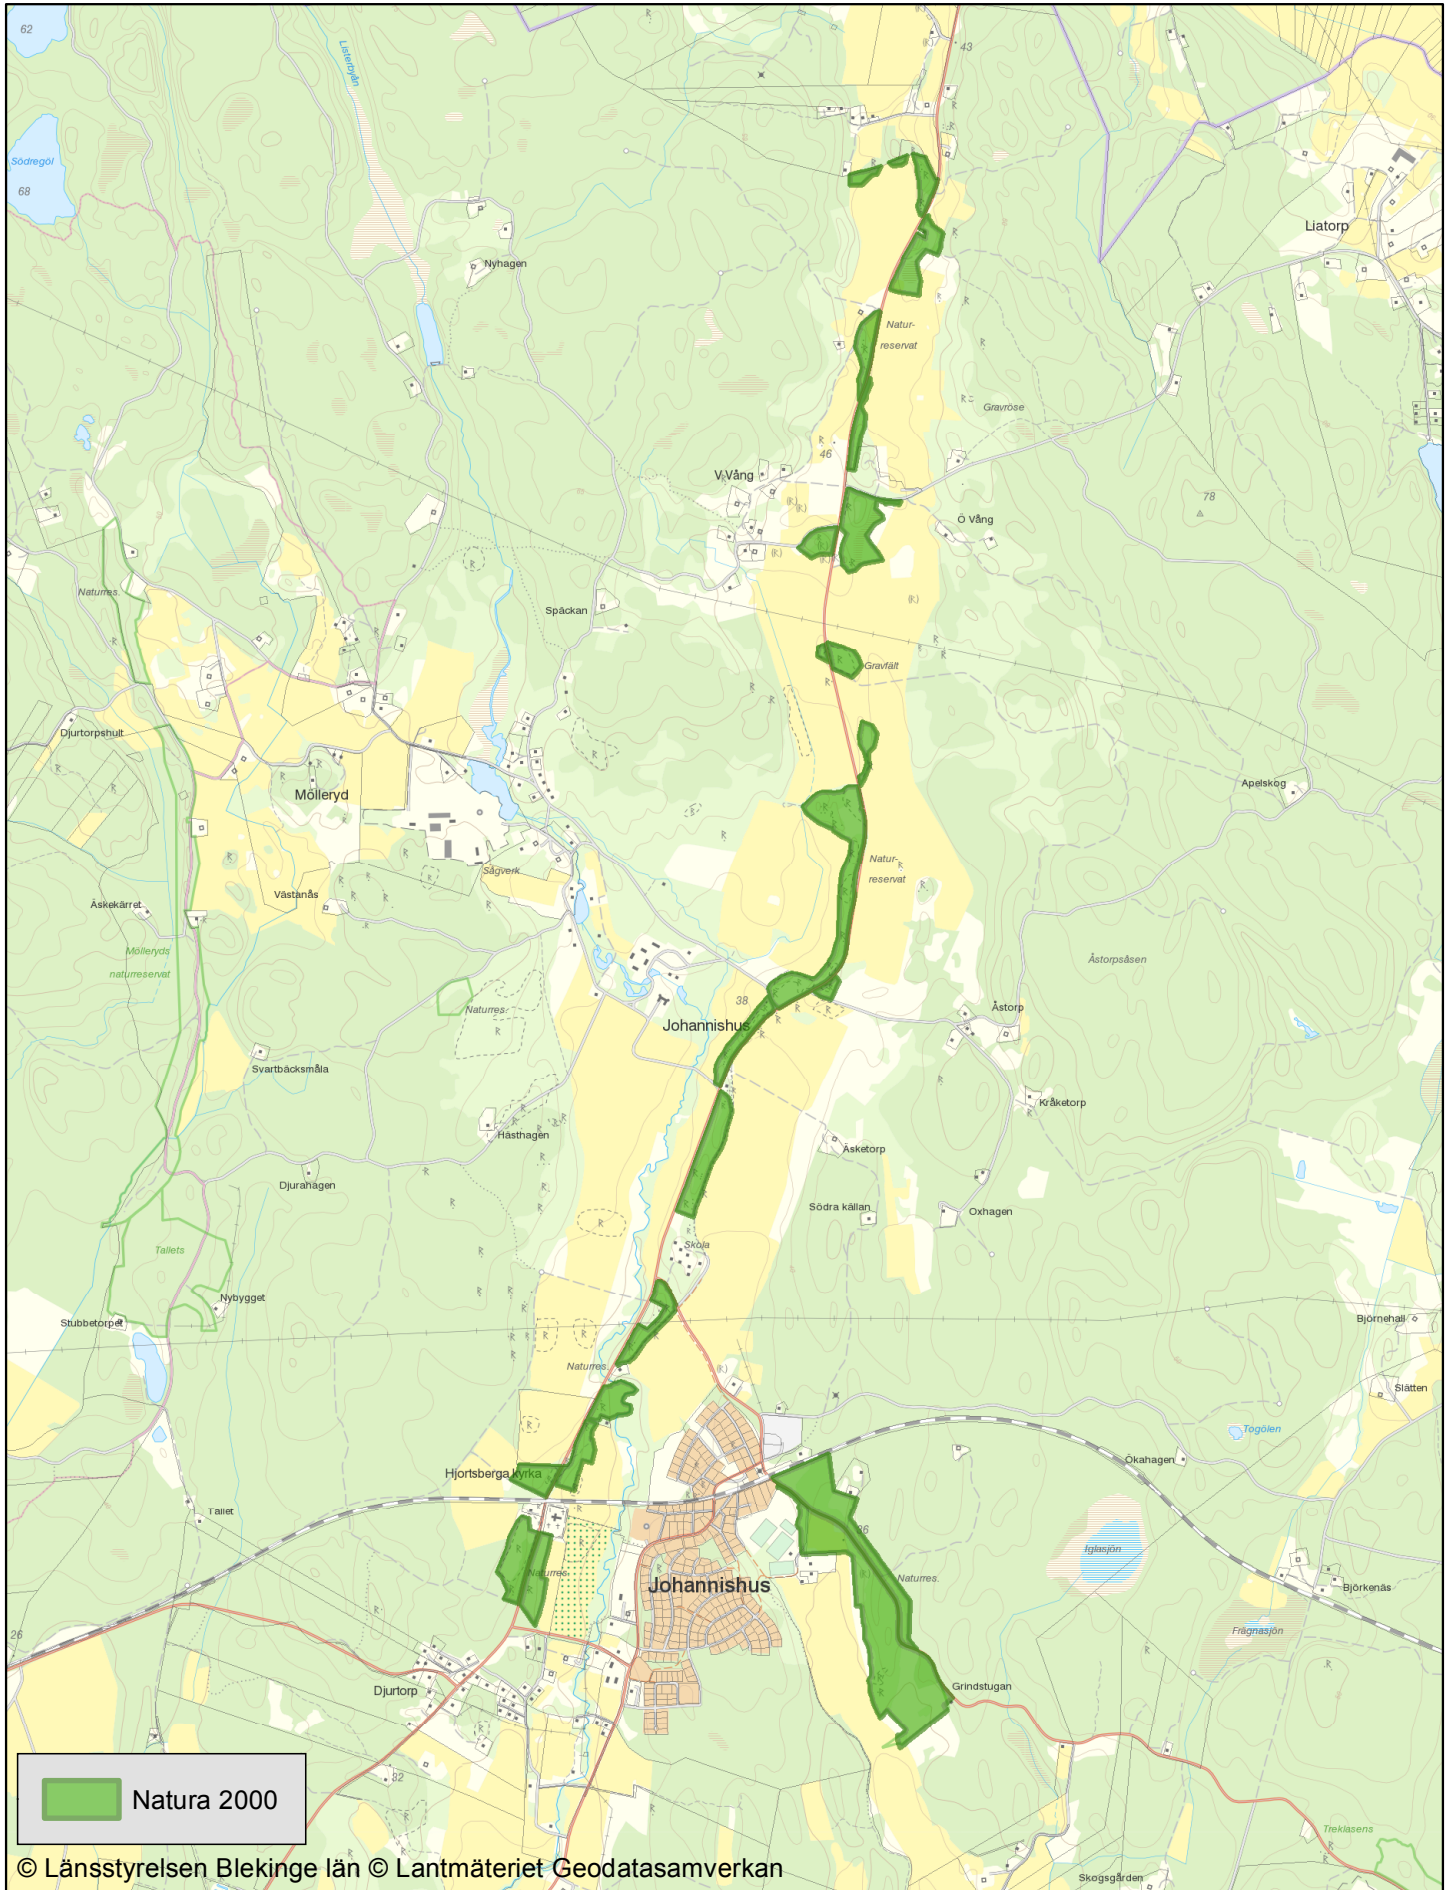 62
43
Listerbyån
Södregöl
68
Liatorp
Nyhagen
Natur-
reservat
Gravröse
46
V Vång
78
Ö Vång
(R)
Naturres.
Späckan
(R)
Gravfält
Djurtorpshult
Mölleryd
Apelskog
Natur-
reservat
Sågverk
Västanås
Äskekärret
Mölleryds
naturreservat
Åstorpsåsen
38
Naturres.
Johannishus
Åstorp
Svartbäcksmåla
Kråketorp
Hästhagen
Äsketorp
Djurahagen
Södra källan
Oxhagen
Skola
Tallets
Nybygget
Stubbetorpet
Björnehall
Naturres.
(R)
Slätten
Togölen
Hjortsberga kyrka
Ökahagen
Tallet
36
Iglasjön
Naturres.
Naturres.
Johannishus
Björkenäs
26
Frägnasjön
Djurtorp
Grindstugan
32
Natura 2000
Treklasens
© Länsstyrelsen Blekinge län © Lantmäteriet Geodatasamverkan
Skogsgården